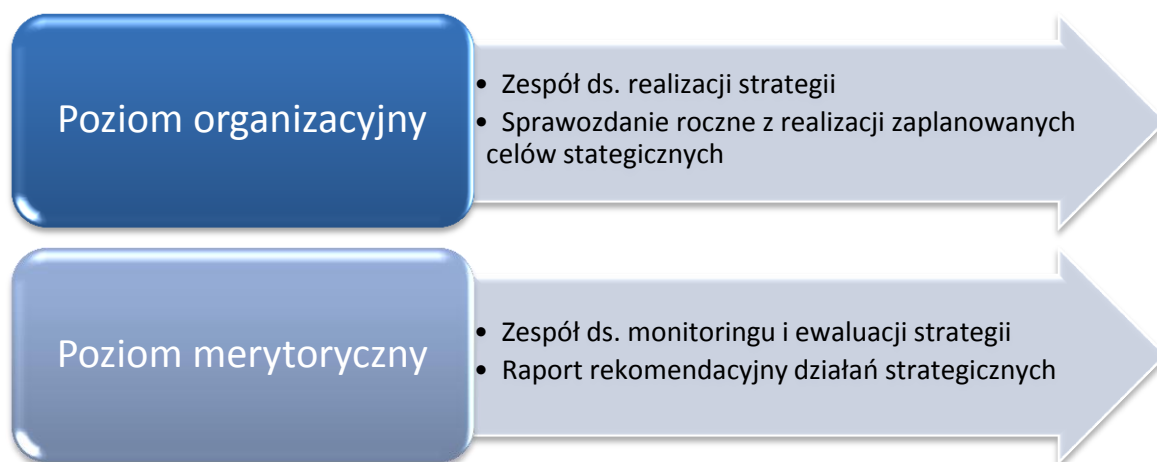 Poziom organizacyjny
• Zespół ds. realizacji strategii
• Sprawozdanie roczne z realizacji zaplanowanych
celów stategicznych
Poziom merytoryczny
• Zespół ds. monitoringu i ewaluacji strategii
• Raport rekomendacyjny działań strategicznych